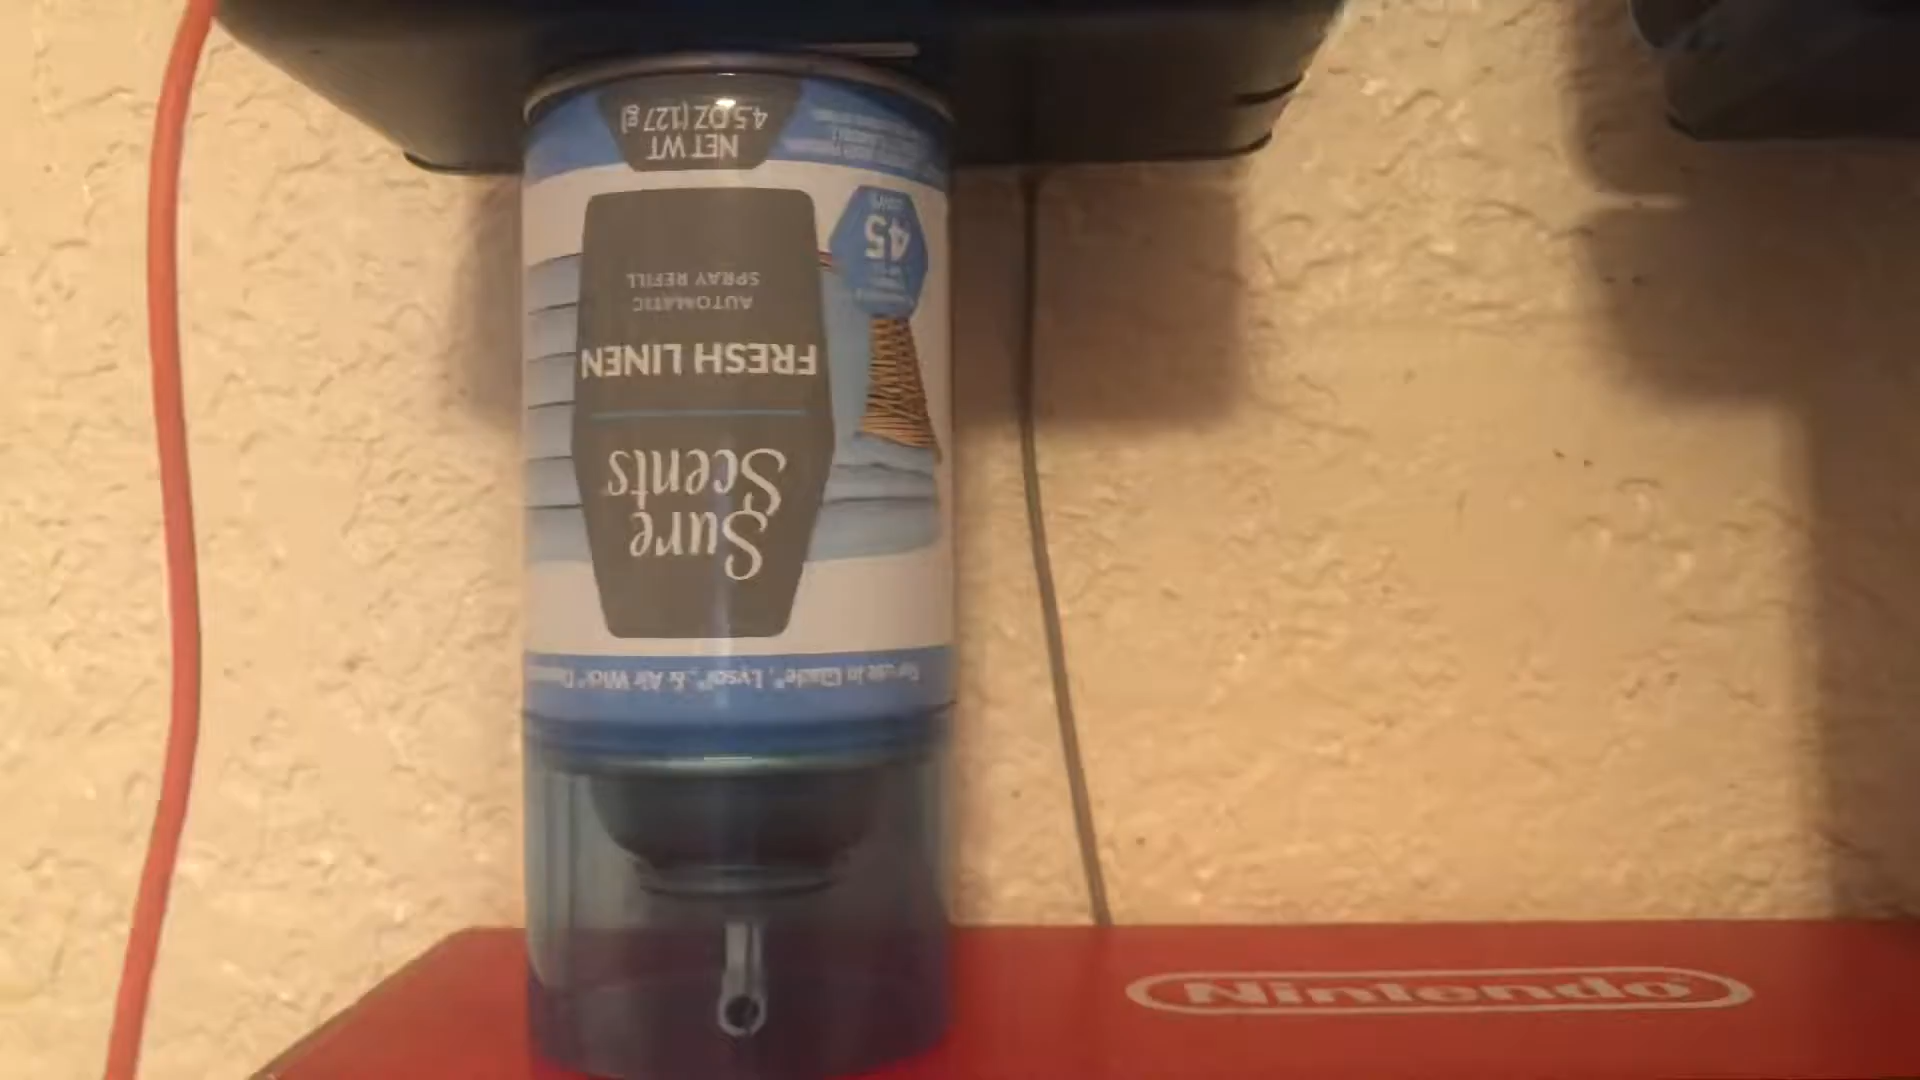 For use in Glade®, Lysol®, & Air Wick®
Sure
Scents
FRESH LINEN
AUTOMATIC
SPRAY REFILL
45
DAYS
NET WT
4.5 OZ (127 g)
Nintendo